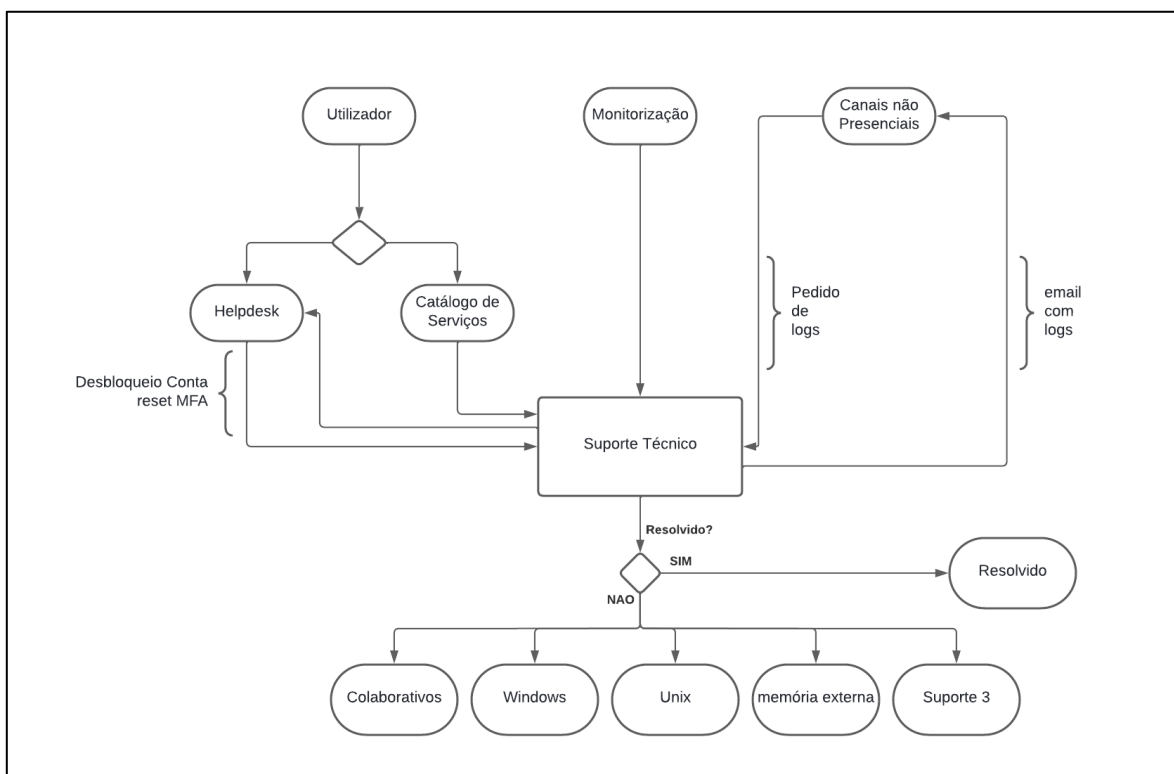 Utilizador
Monitorização
Canais não
Presenciais
Helpdesk
Catálogo de
Serviços
Pedido
de
logs
email
com
logs
Desbloqueio Conta
reset MFA
Suporte Técnico
Resolvido?
SIM
Resolvido
NAO
Colaborativos
Windows
Unix
memória externa
Suporte 3